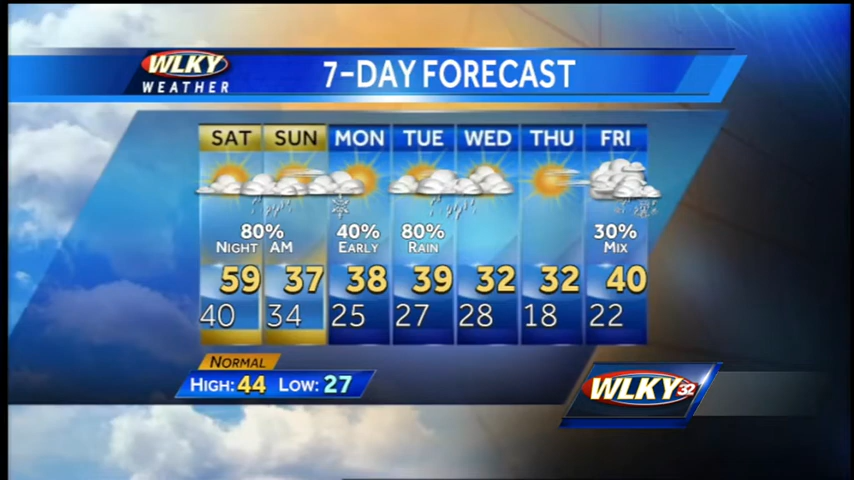 WLKY
WEATHER
7-DAY FORECAST
SAT SUN MON TUE WED THU FRI
80% 40% 80% 30%
NIGHT AM EARLY RAIN MIX
59 37 38 39 32 32 40
40 34 25 27 28 18 22
NORMAL
HIGH: 44 LOW: 27
WLKY 32